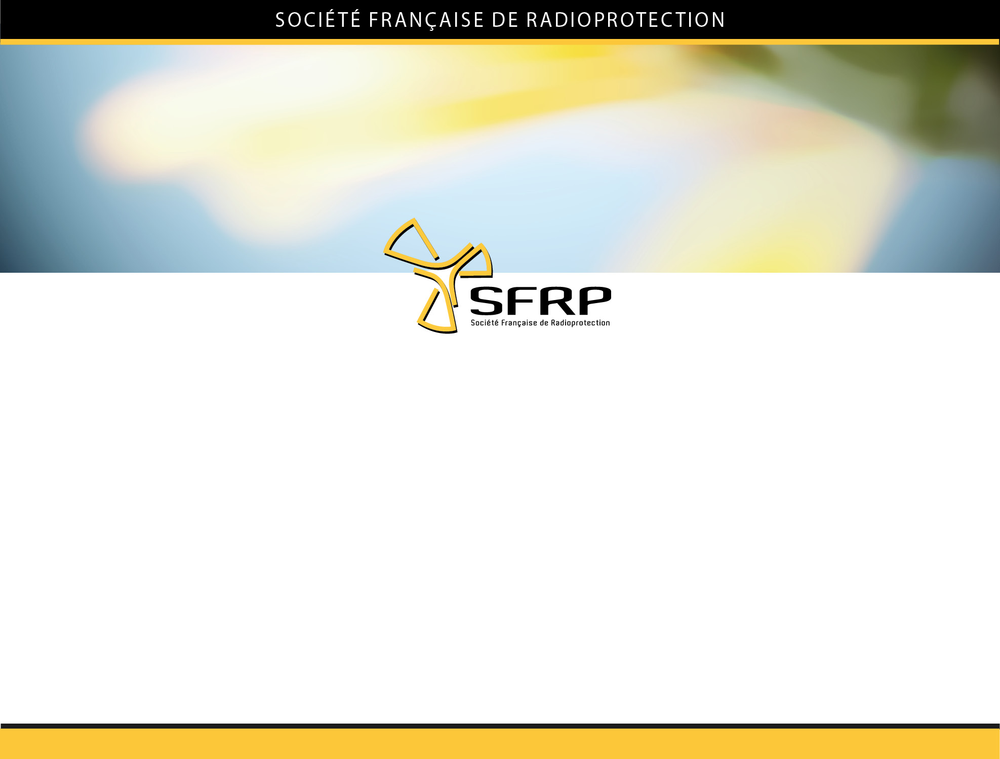 SOCIÉTÉ FRANÇAISE DE RADIOPROTECTION
SFRP
Société Française de Radioprotection